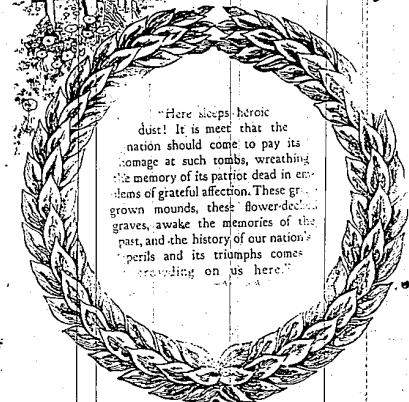 "Here sleeps heroic
dust! It is meet that the
nation should come to pay its
homage at such tombs, wreathing
the memory of its patriot dead in em-
blems of grateful affection. These
grown mounds, these flower-decked
graves, awake the memories of the
past, and the history of our nation's
perils and its triumphs comes
crowding on us here."